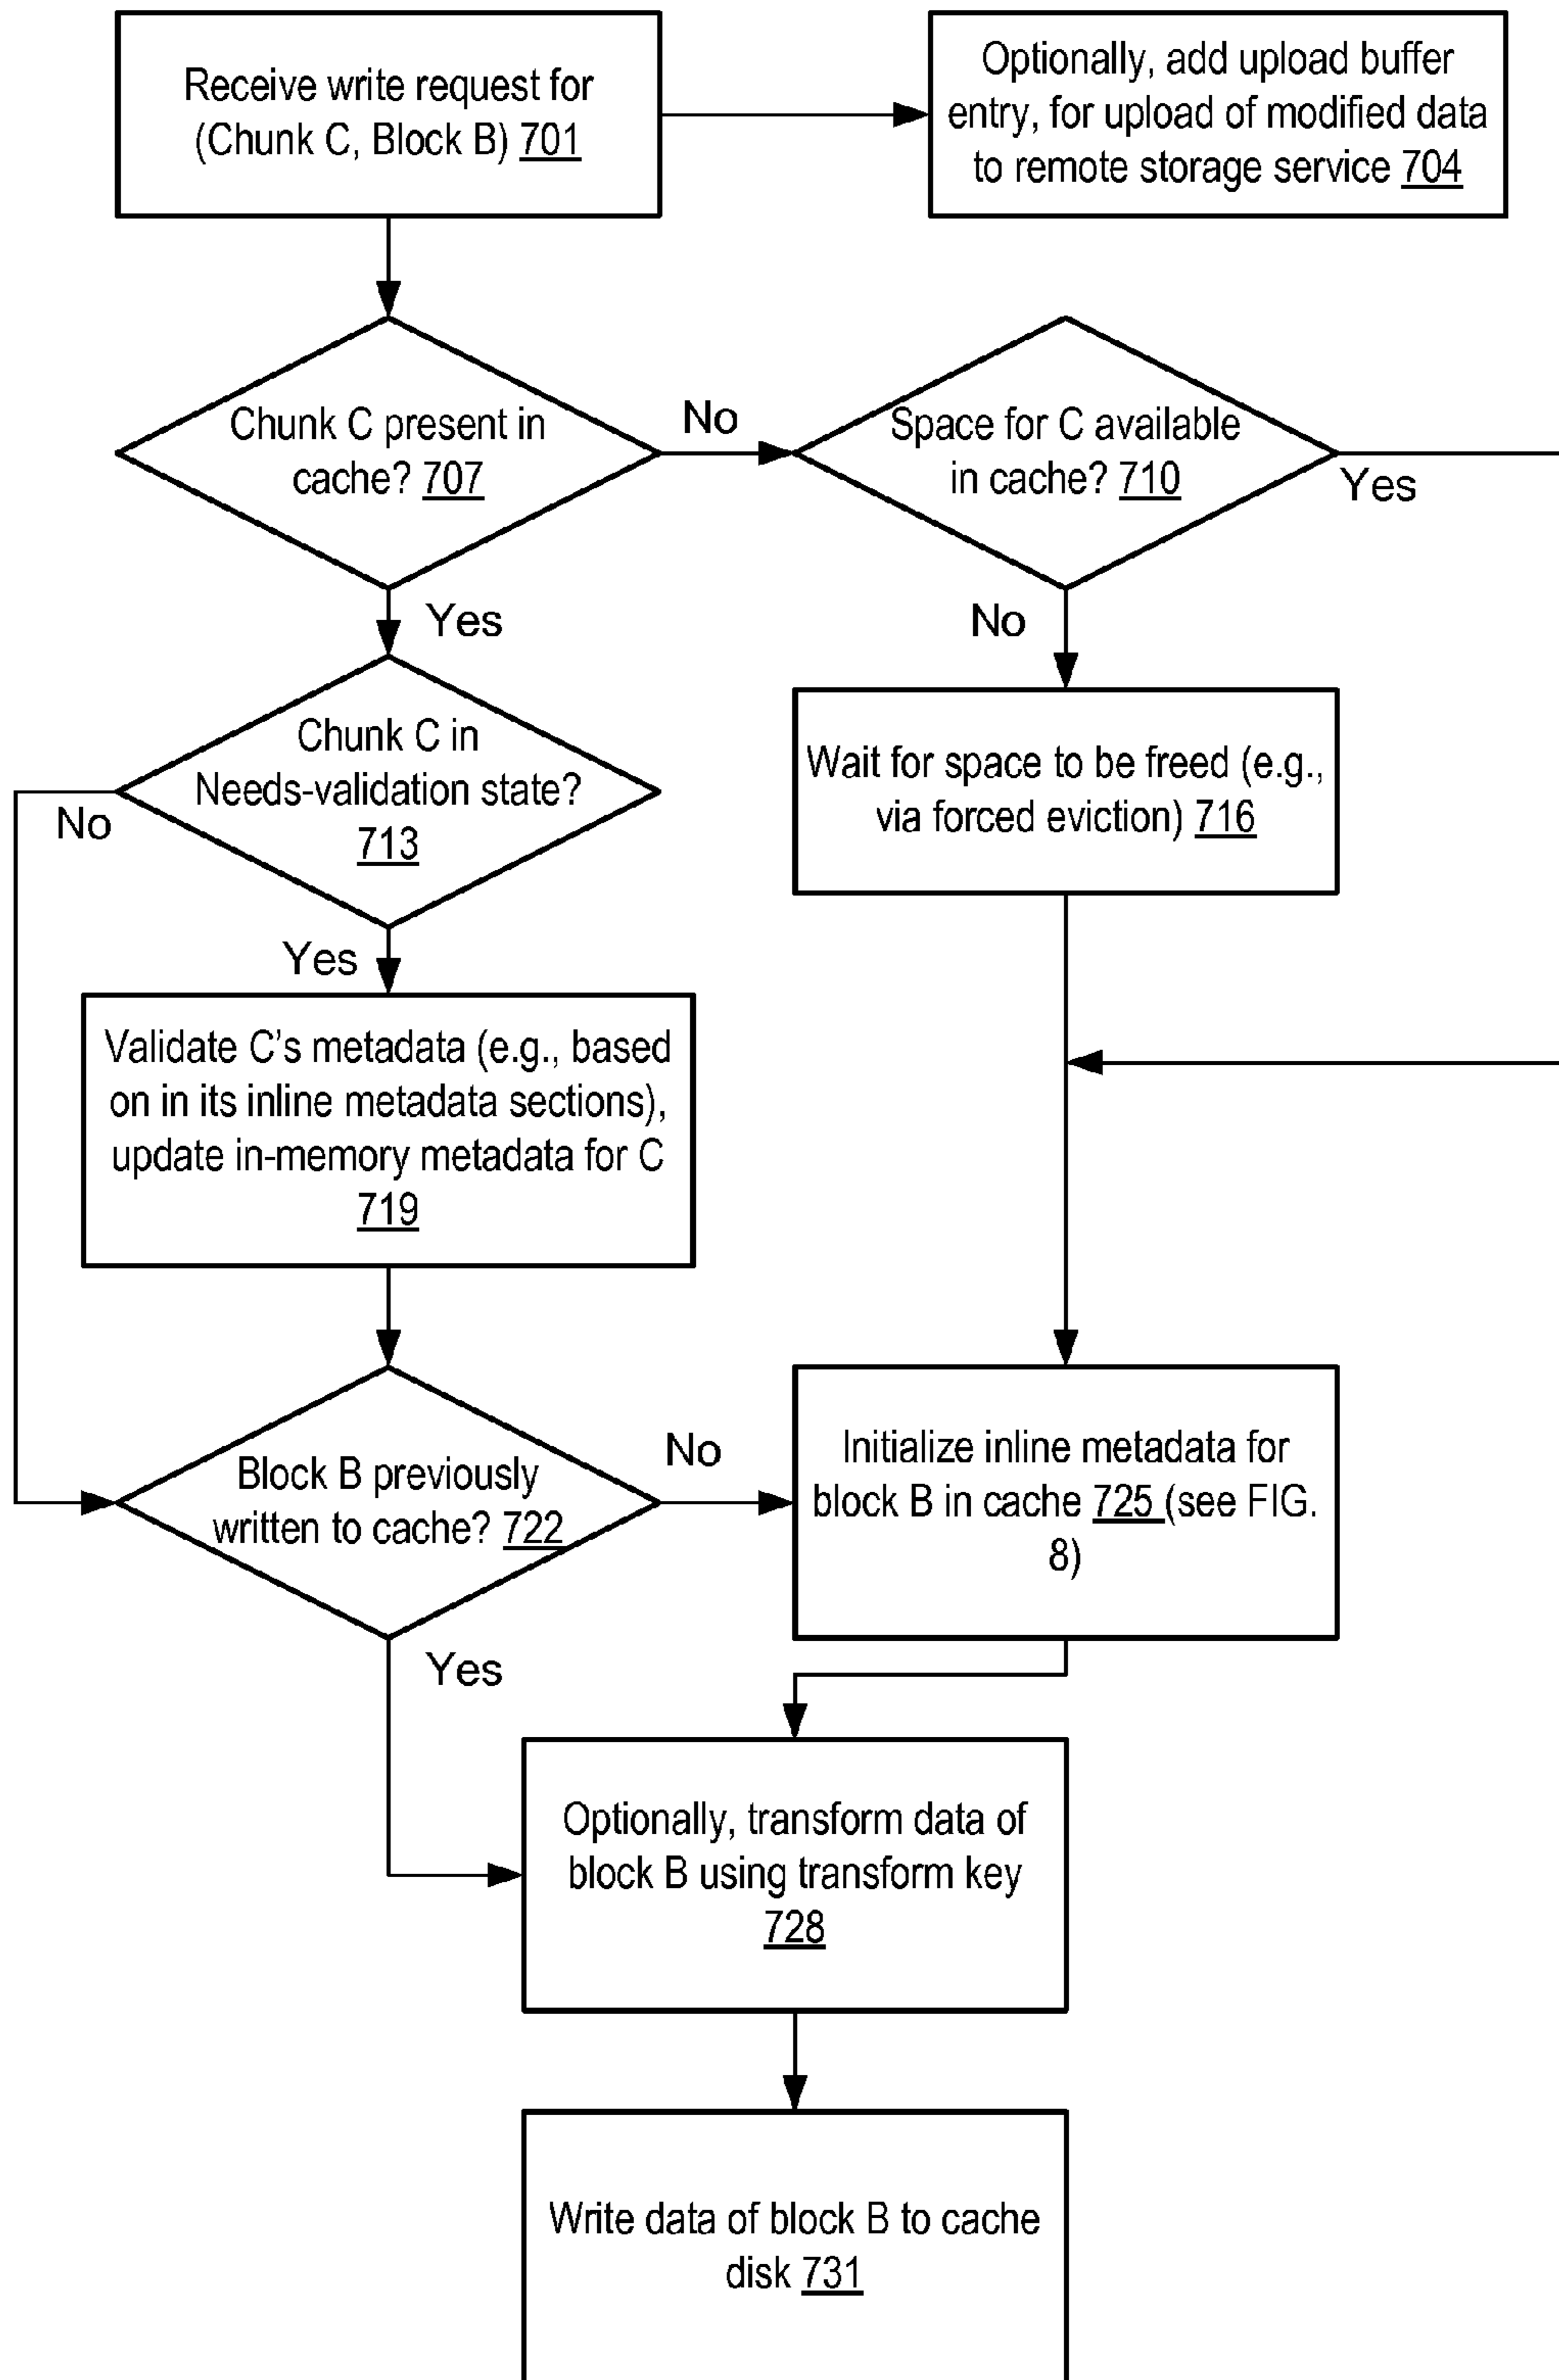 Receive write request for
(Chunk C, Block B) 701
Optionally, add upload buffer
entry, for upload of modified data
to remote storage service 704
Chunk C present in
cache? 707
No
Space for C available
in cache? 710
Yes
Yes
No
Chunk C in
Needs-validation state?
713
No
Wait for space to be freed (e.g.,
via forced eviction) 716
Yes
Validate C's metadata (e.g., based
on in its inline metadata sections),
update in-memory metadata for C
719
Block B previously
written to cache? 722
No
Initialize inline metadata for
block B in cache 725 (see FIG.
8)
Yes
Optionally, transform data of
block B using transform key
728
Write data of block B to cache
disk 731